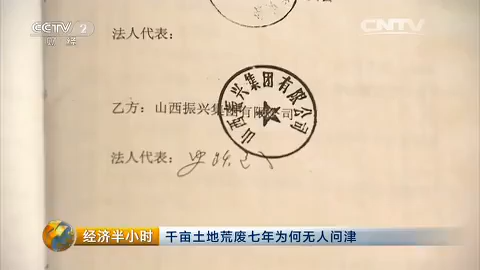 CCTV 2
财经
CNTV
法人代表:
乙方: 山西振兴集团有限公司
山西振兴集团有限公司
法人代表:
经济半小时
千亩土地荒废七年为何无人问津